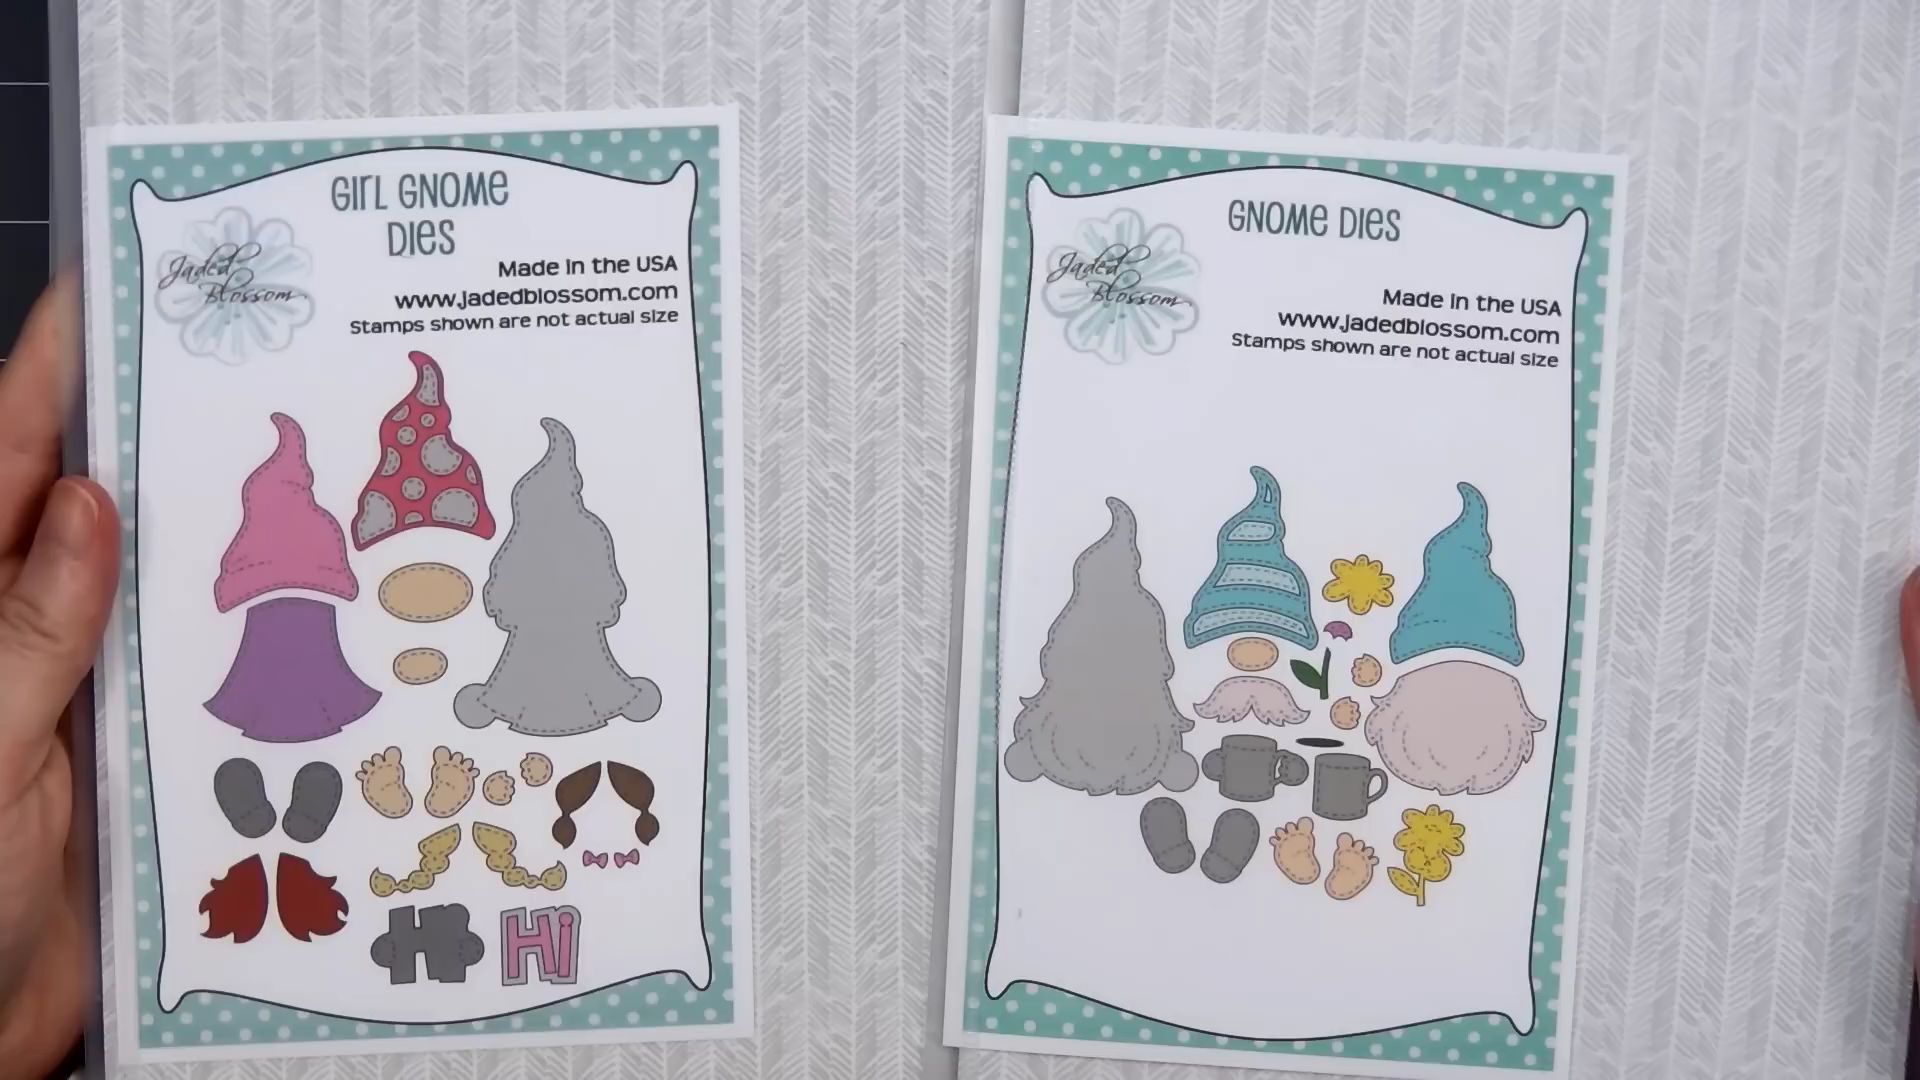 GIRL GNOME
DIES
Jaded
Blossom
Made in the USA
www.jadedblossom.com
Stamps shown are not actual size
Hi
GNOME DIES
Jaded
Blossom
Made in the USA
www.jadedblossom.com
Stamps shown are not actual size